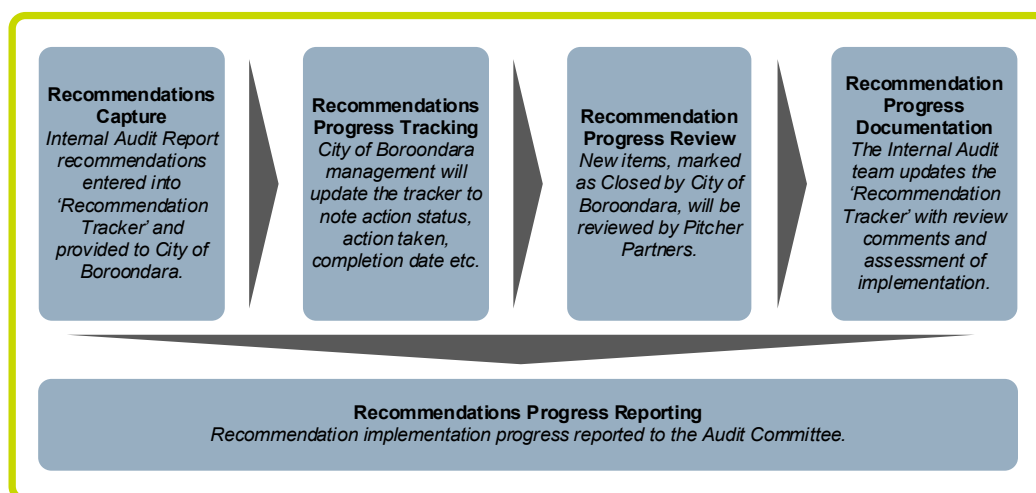 Recommendations
Capture
Internal Audit Report
recommendations
entered into
‘Recommendation
Tracker’ and
provided to City of
Boroondara.
Recommendations
Progress Tracking
City of Boroondara
management will
update the tracker to
note action status,
action taken,
completion date etc.
Recommendation
Progress Review
New items, marked
as Closed by City of
Boroondara, will be
reviewed by Pitcher
Partners.
Recommendation
Progress
Documentation
The Internal Audit
team updates the
‘Recommendation
Tracker’ with review
comments and
assessment of
implementation.
Recommendations Progress Reporting
Recommendation implementation progress reported to the Audit Committee.